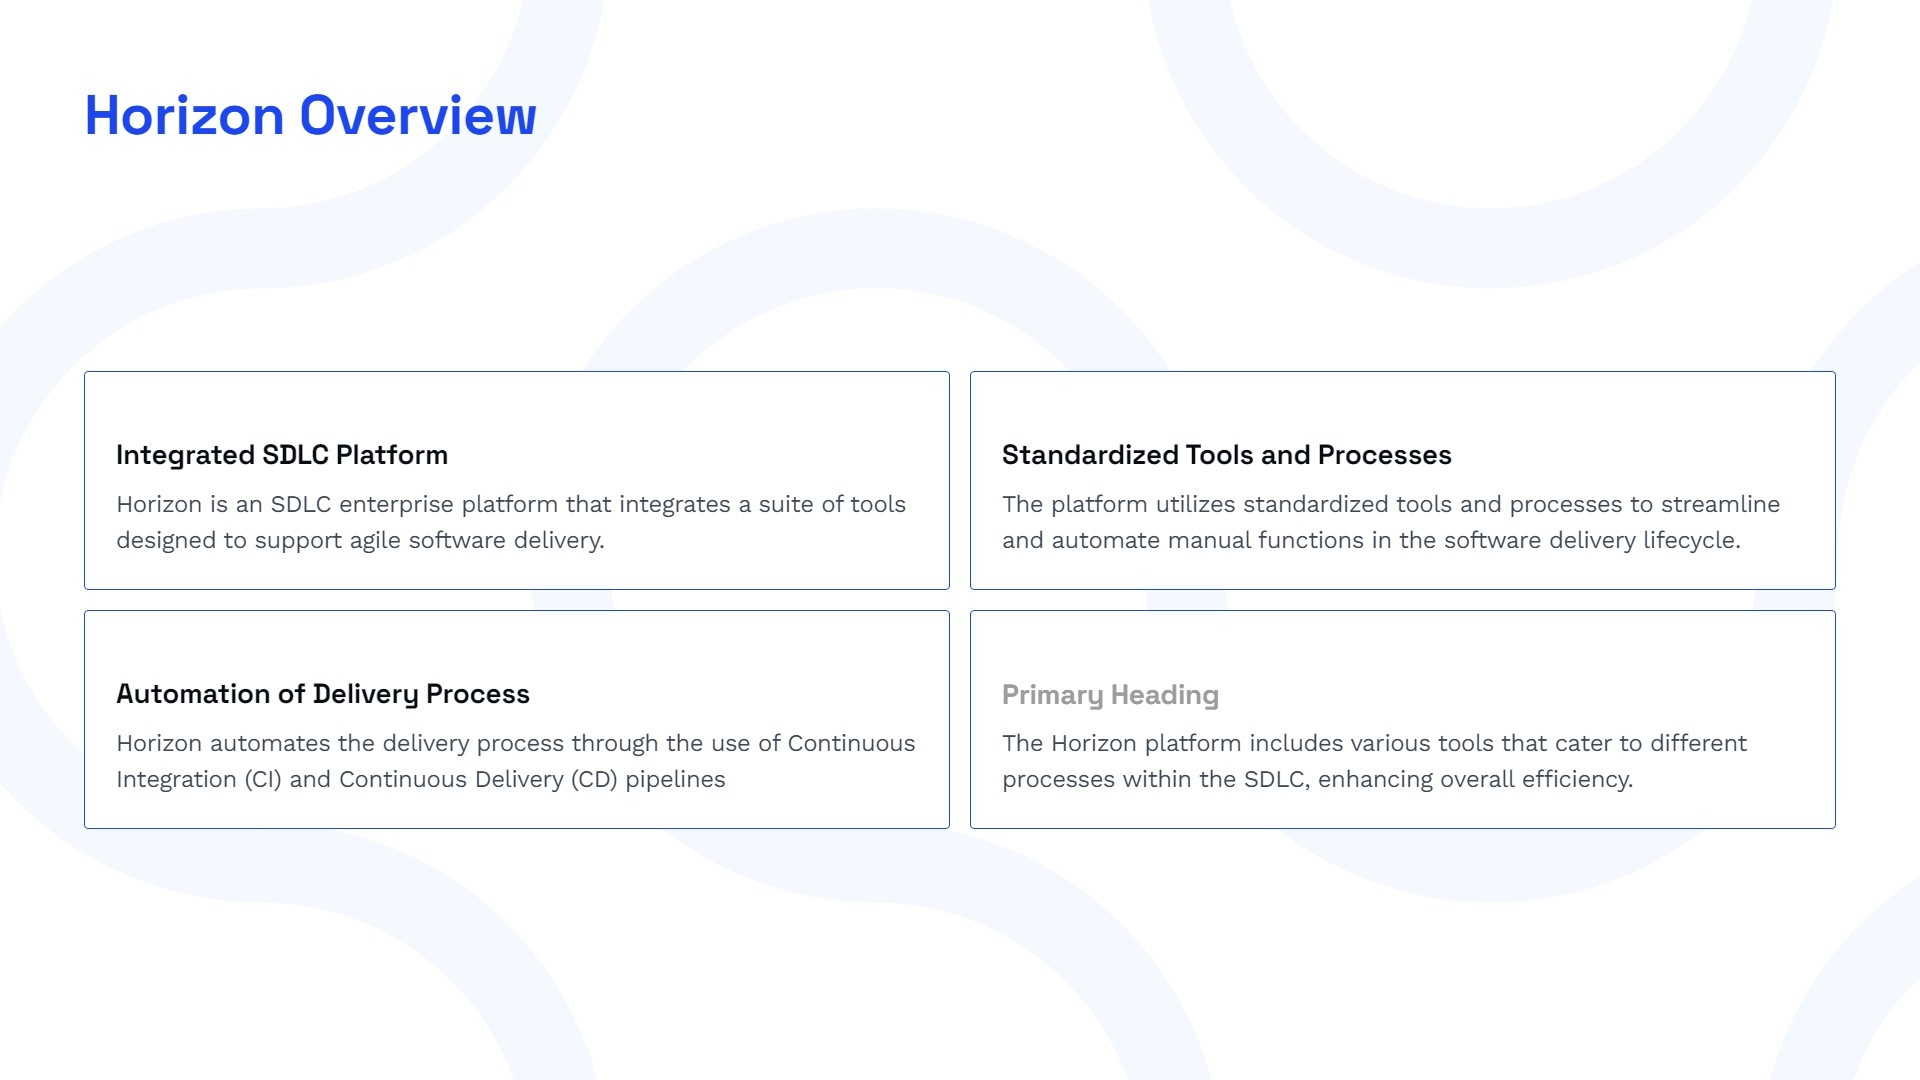 Horizon Overview
Integrated SDLC Platform
Horizon is an SDLC enterprise platform that integrates a suite of tools
designed to support agile software delivery.
Standardized Tools and Processes
The platform utilizes standardized tools and processes to streamline
and automate manual functions in the software delivery lifecycle.
Automation of Delivery Process
Horizon automates the delivery process through the use of Continuous
Integration (CI) and Continuous Delivery (CD) pipelines
Primary Heading
The Horizon platform includes various tools that cater to different
processes within the SDLC, enhancing overall efficiency.